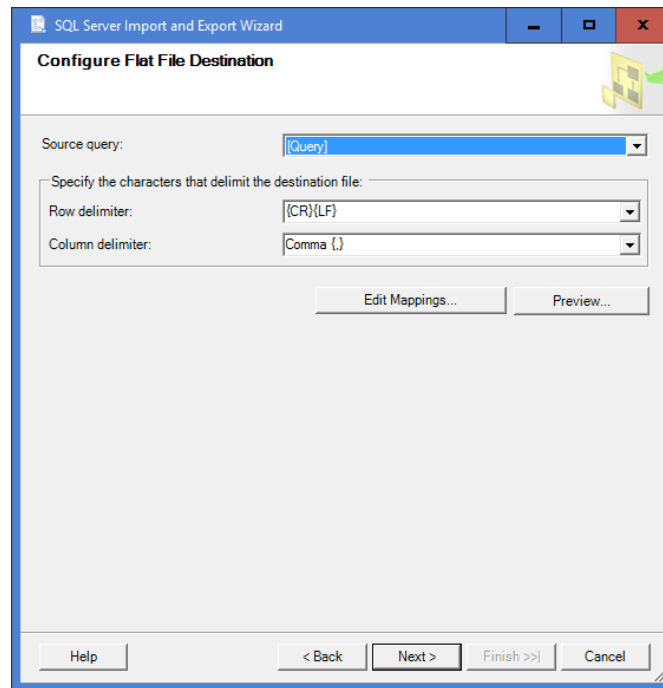 SQL Server Import and Export Wizard
Configure Flat File Destination
Source query: [Query]
Specify the characters that delimit the destination file:
Row delimiter: {CR}{LF}
Column delimiter: Comma {,}
Edit Mappings... Preview...
Help < Back Next > Finish >>| Cancel